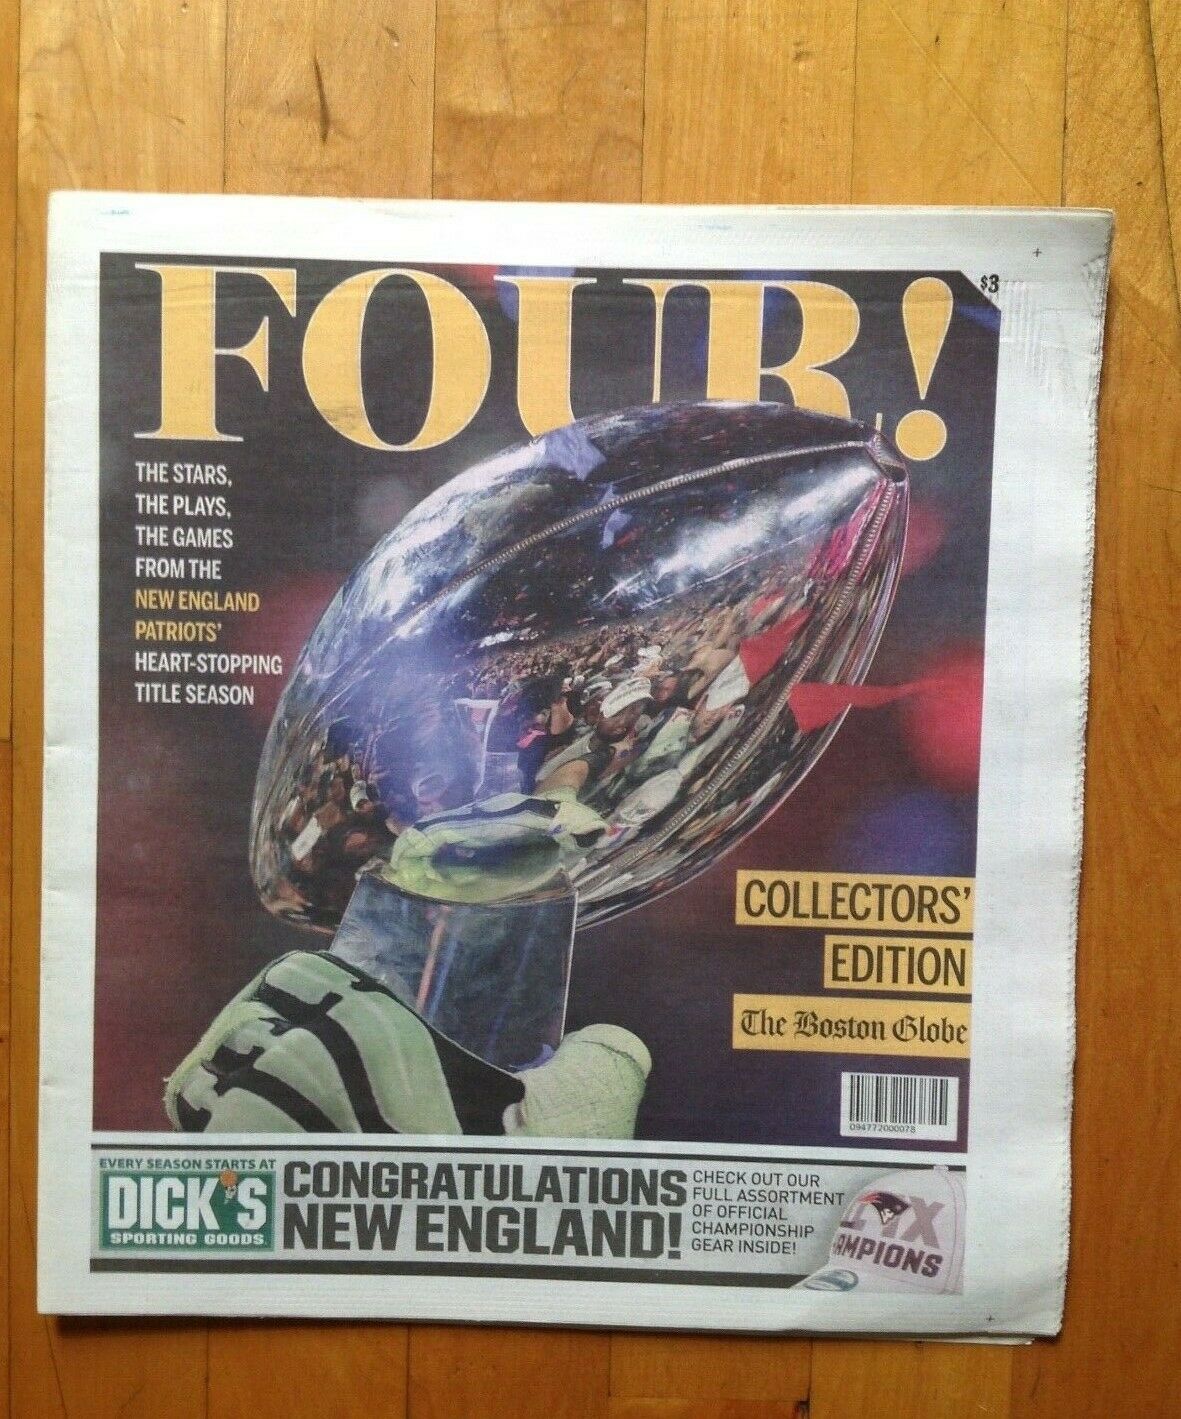 FOUR!
$3
THE STARS,
THE PLAYS,
THE GAMES
FROM THE
NEW ENGLAND
PATRIOTS'
HEART-STOPPING
TITLE SEASON
COLLECTORS'
EDITION
The Boston Globe
094772000078
EVERY SEASON STARTS AT
DICK'S
SPORTING GOODS
CONGRATULATIONS
NEW ENGLAND!
CHECK OUT OUR
FULL ASSORTMENT
OF OFFICIAL
CHAMPIONSHIP
GEAR INSIDE!